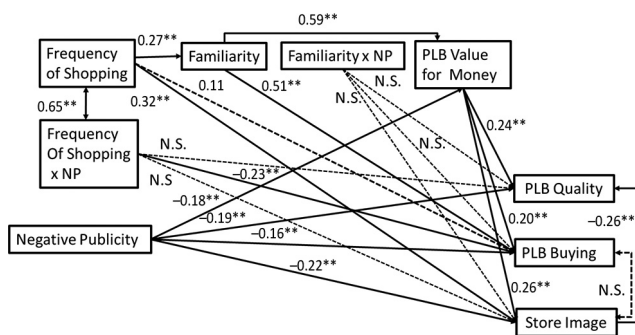 0.59**
Frequency
of Shopping
0.27**
Familiarity
Familiarity x NP
PLB Value
for Money
0.65**
0.32**
0.11
0.51**
N.S.
N.S.
N.S.
Frequency
Of Shopping
x NP
N.S.
N.S
0.24**
−0.23**
−0.18**
−0.19**
−0.16**
−0.22**
Negative Publicity
PLB Quality
0.20**
−0.26**
PLB Buying
0.26**
N.S.
Store Image